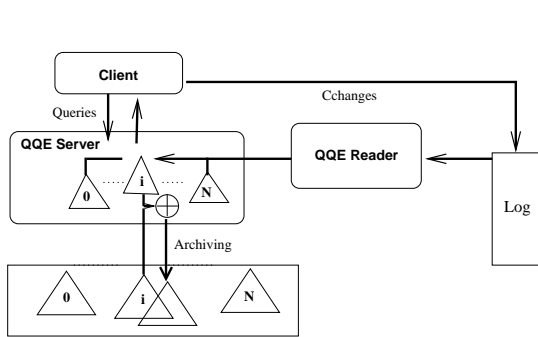 Client
Cchanges
Queries
QQE Server
QQE Reader
i
0
N
Log
Archiving
0
i
N